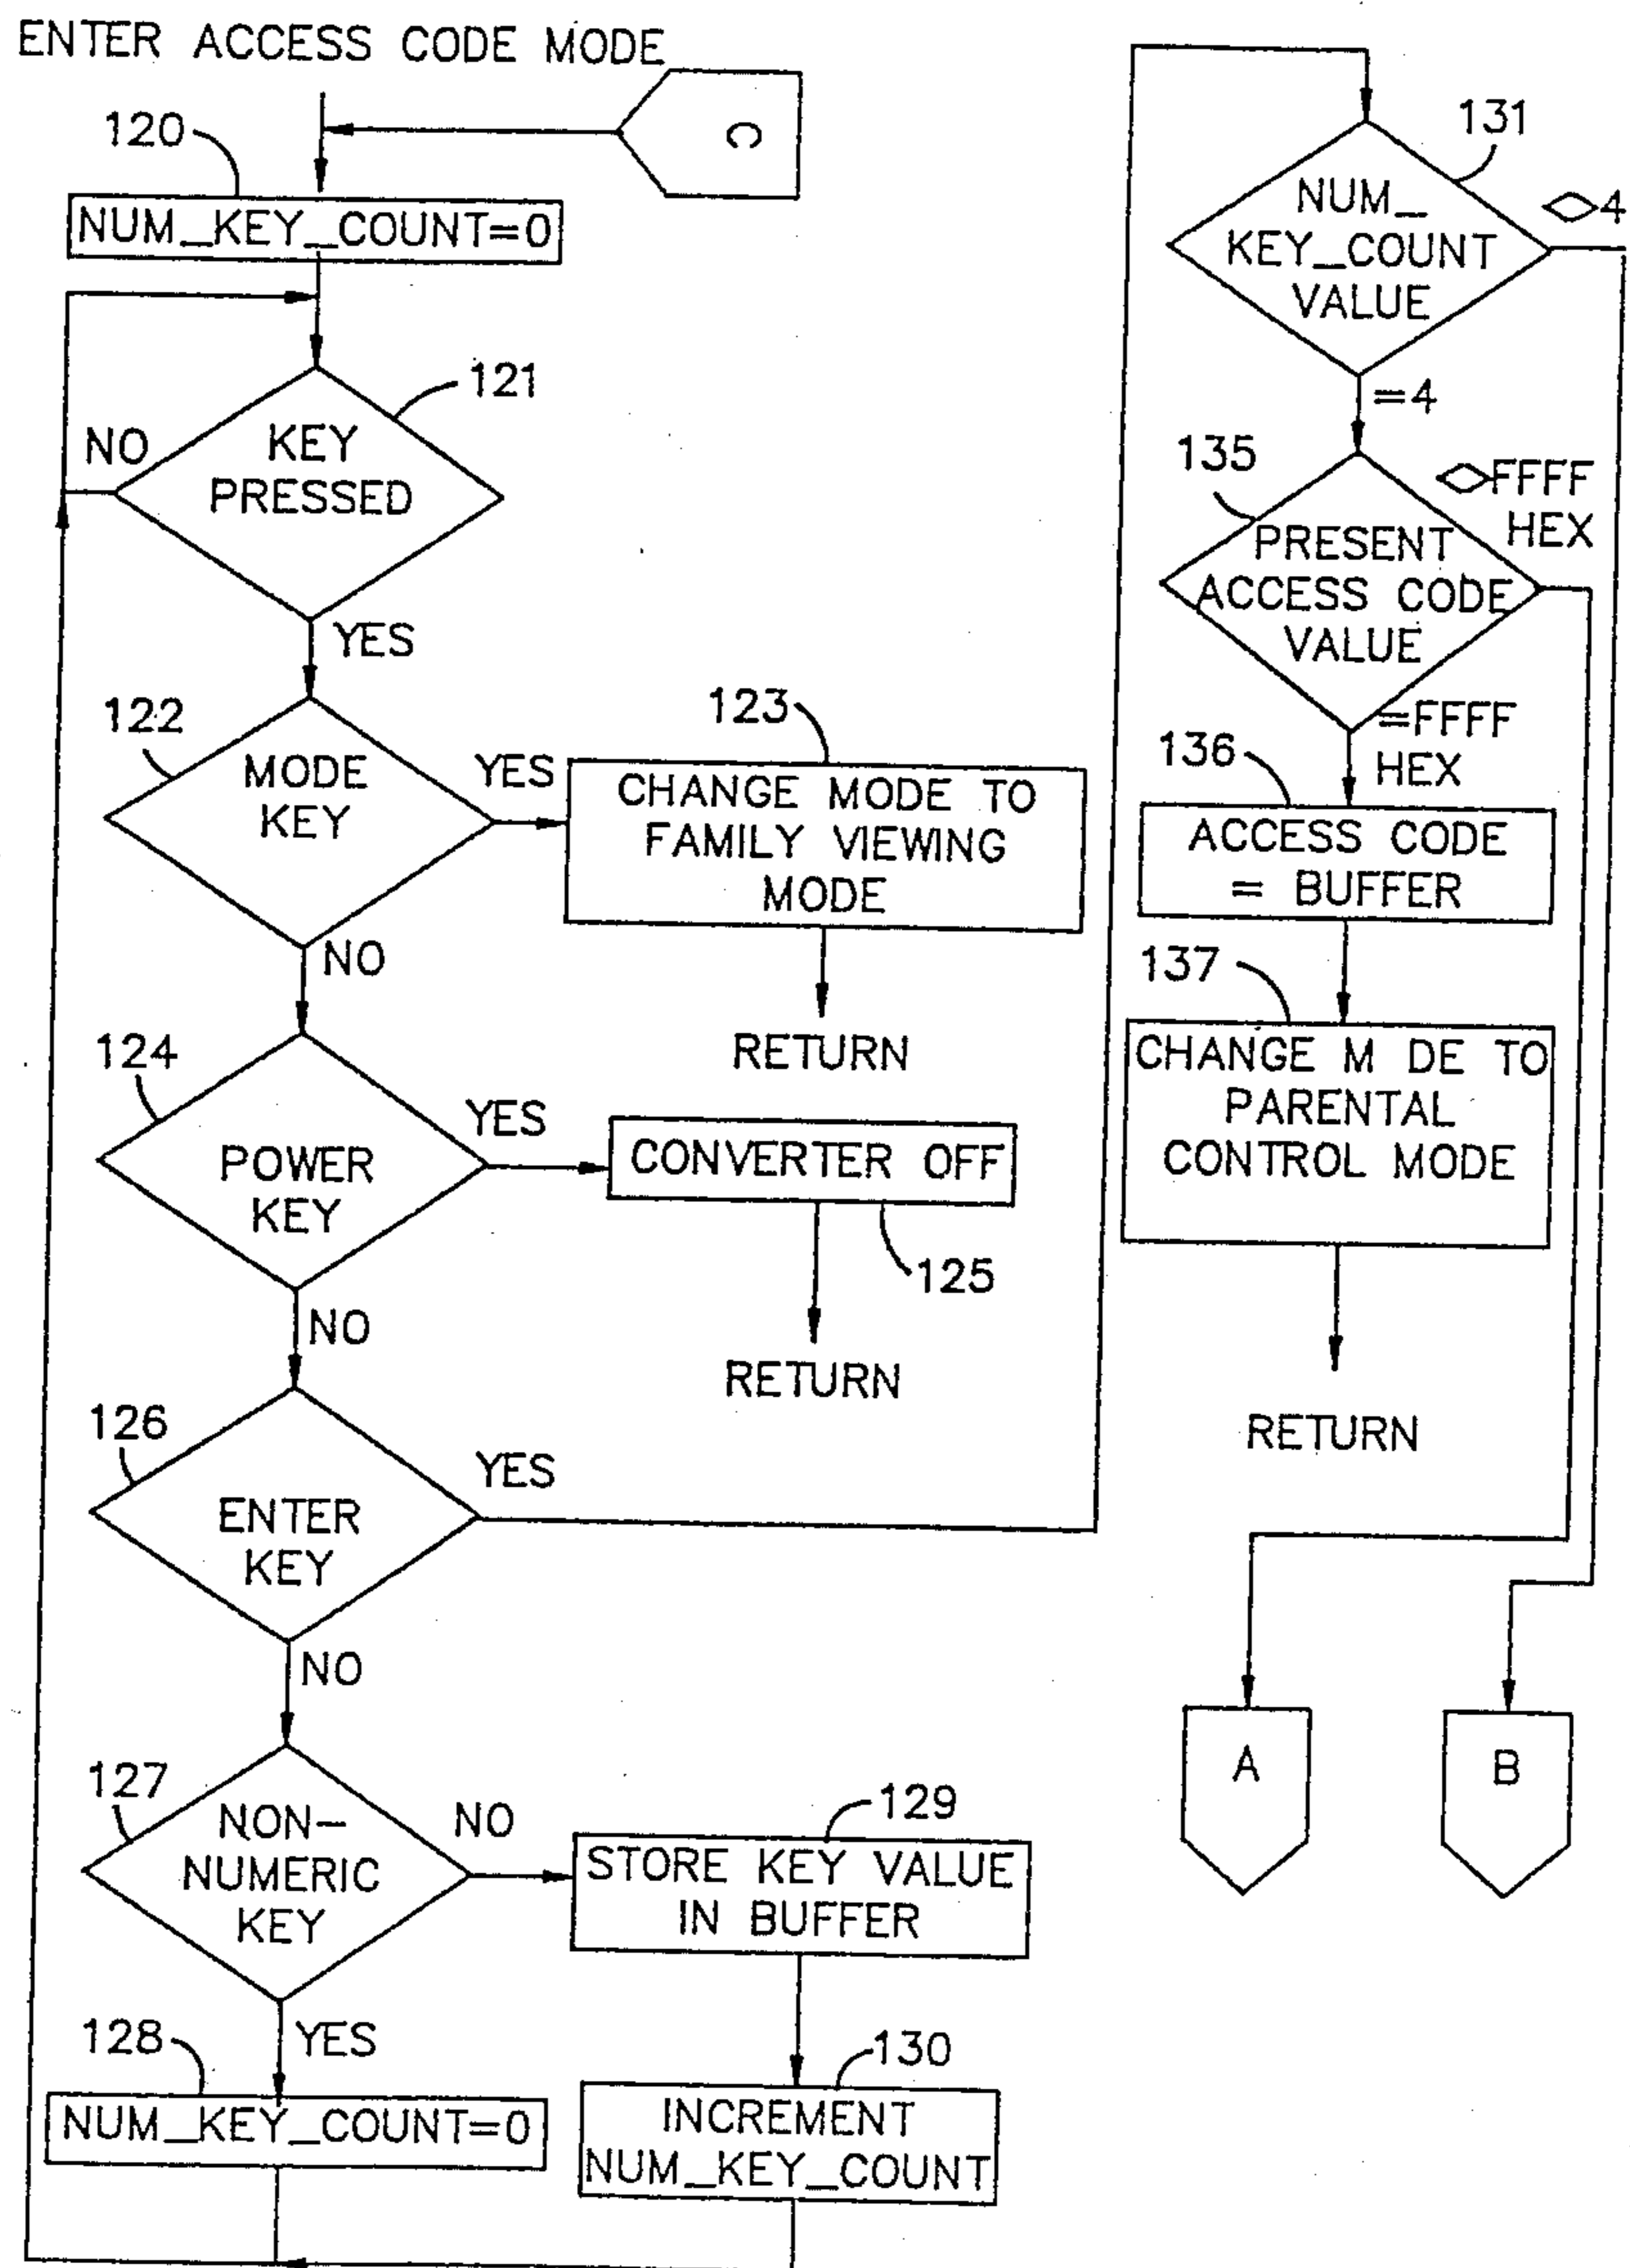 ENTER ACCESS CODE MODE
C
120
NUM_KEY_COUNT=0
121
NO
KEY
PRESSED
YES
122
MODE
KEY
YES
123
CHANGE MODE TO
FAMILY VIEWING
MODE
NO
RETURN
124
POWER
KEY
YES
CONVERTER OFF
125
NO
RETURN
126
ENTER
KEY
YES
NO
127
NON-
NUMERIC
KEY
NO
129
STORE KEY VALUE
IN BUFFER
YES
128
NUM_KEY_COUNT=0
130
INCREMENT
NUM_KEY_COUNT
131
NUM_
KEY_COUNT
VALUE
<>4
=4
135
<>FFFF
HEX
PRESENT
ACCESS CODE
VALUE
=FFFF
HEX
136
ACCESS CODE
= BUFFER
137
CHANGE M DE TO
PARENTAL
CONTROL MODE
RETURN
A
B